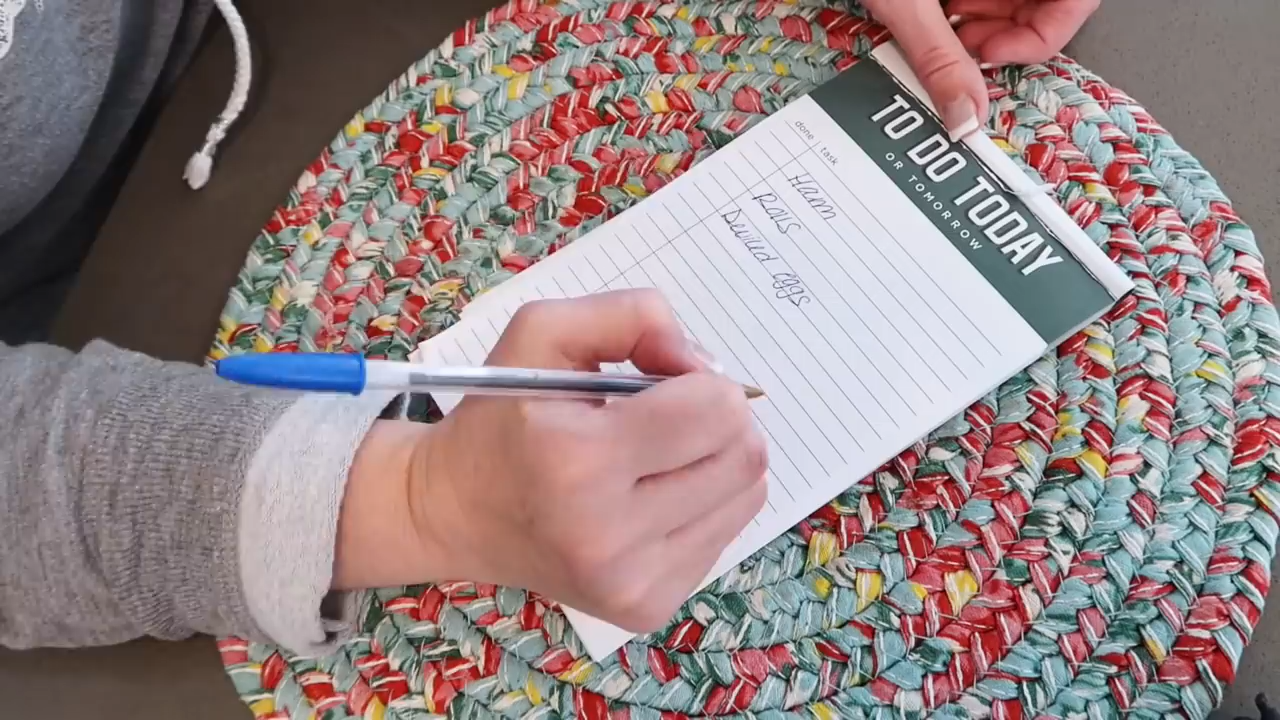 TO DO TODAY
OR TOMORROW
done task
Ham
Rolls
Deviled eggs